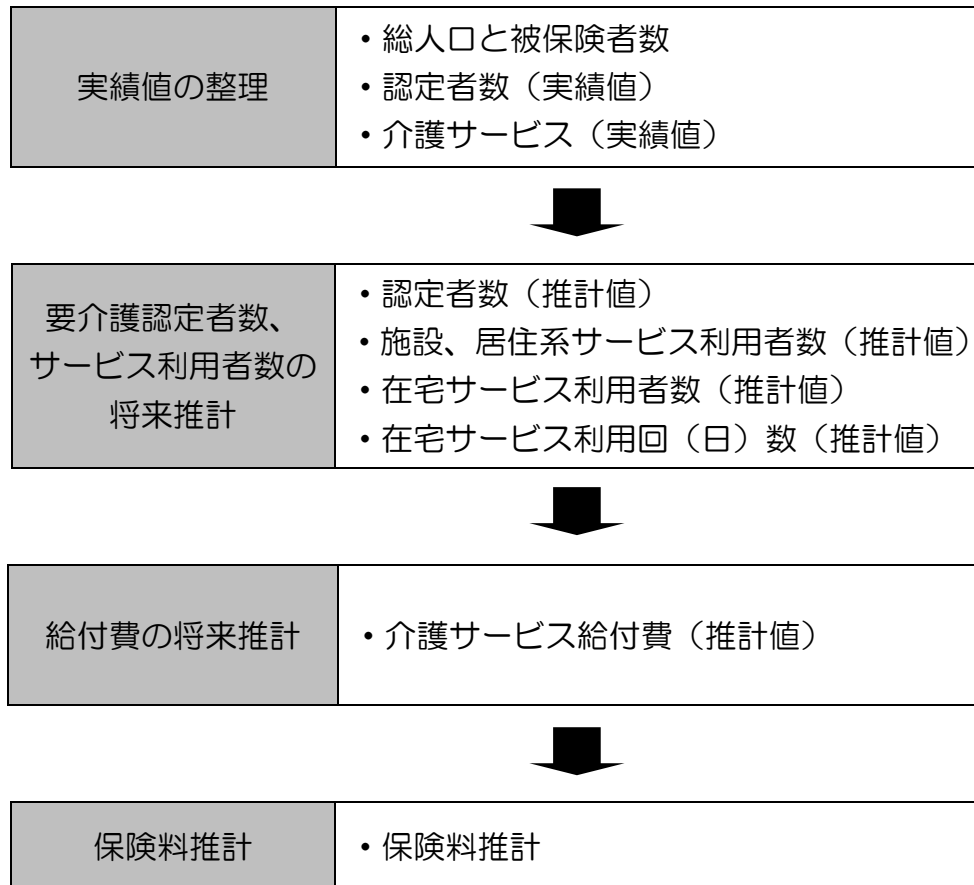 実績値の整理
・総人口と被保険者数
・認定者数（実績値）
・介護サービス（実績値）
要介護認定者数、
サービス利用者数の
将来推計
・認定者数（推計値）
・施設、居住系サービス利用者数（推計値）
・在宅サービス利用者数（推計値）
・在宅サービス利用回（日）数（推計値）
給付費の将来推計
・介護サービス給付費（推計値）
保険料推計
・保険料推計